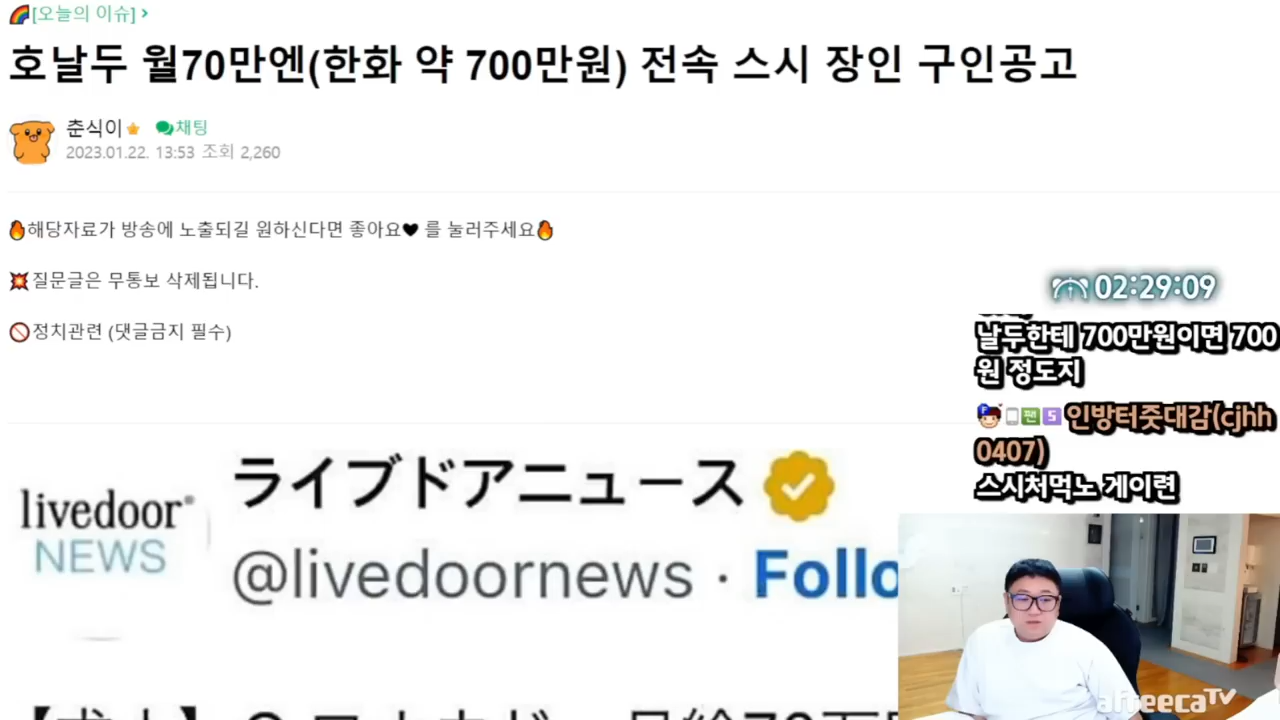 [오늘의 이슈] >
호날두 월70만엔(한화 약 700만원) 전속 스시 장인 구인공고
춘식이 채팅
2023.01.22. 13:53 조회 2,260
해당자료가 방송에 노출되길 원하신다면 좋아요 를 눌러주세요
질문글은 무통보 삭제됩니다.
정치관련 (댓글금지 필수)
02:29:09
날두한테 700만원이면 700
원 정도지
F 팬 S 인방터줏대감(cjhh
0407)
스시처먹노 게이련
livedoor®
NEWS
ライブドアニュース
@livedoornews · Follo
afreecaTV